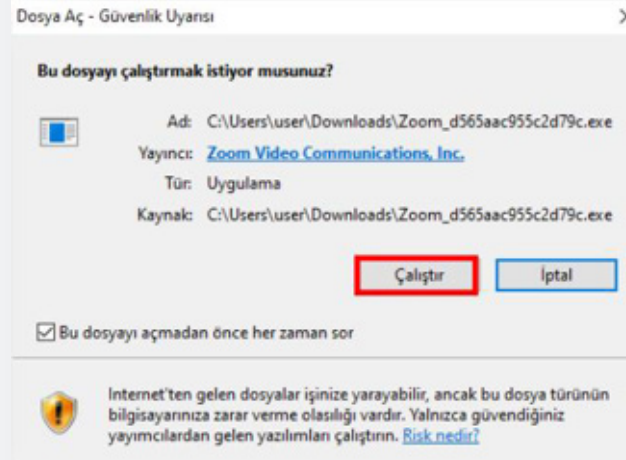 Dosya Aç - Güvenlik Uyarısı
Bu dosyayı çalıştırmak istiyor musunuz?
Ad: C:\Users\user\Downloads\Zoom_d565aac955c2d79c.exe
Yayıncı: Zoom Video Communications, Inc.
Tür: Uygulama
Kaynak: C:\Users\user\Downloads\Zoom_d565aac955c2d79c.exe
Çalıştır İptal
Bu dosyayı açmadan önce her zaman sor
Internet'ten gelen dosyalar işinize yarayabilir, ancak bu dosya türünün
bilgisayarınıza zarar verme olasılığı vardır. Yalnızca güvendiğiniz
yayımcılardan gelen yazılımları çalıştırın. Risk nedir?